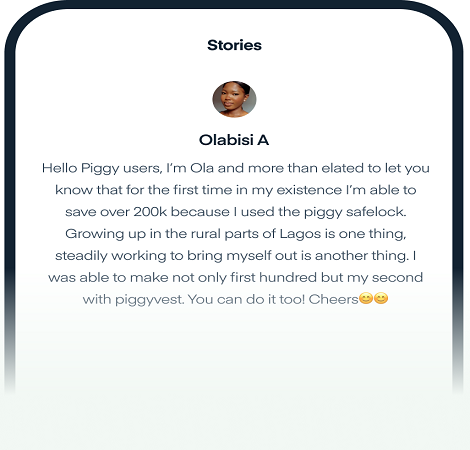 Stories
Olabisi A
Hello Piggy users, I’m Ola and more than elated to let you
know that for the first time in my existence I’m able to
save over 200k because I used the piggy safelock.
Growing up in the rural parts of Lagos is one thing,
steadily working to bring myself out is another thing. I
was able to make not only first hundred but my second
with piggyvest. You can do it too! Cheers😊😊